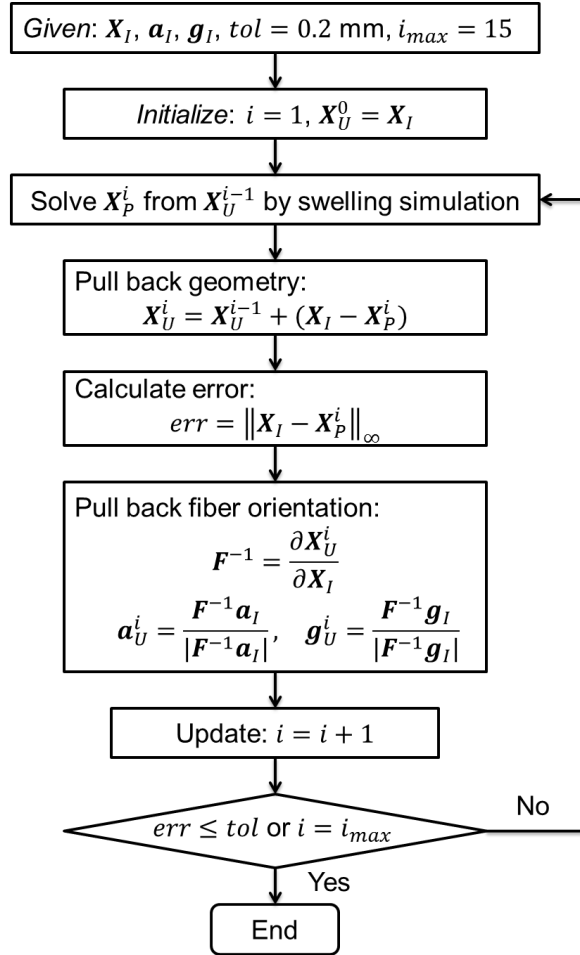 Given: 𝑿_I, 𝒂_I, 𝒈_I, tol = 0.2 mm, i_max = 15
Initialize: i = 1, 𝑿_U^0 = 𝑿_I
Solve 𝑿_P^i from 𝑿_U^{i−1} by swelling simulation
Pull back geometry:
𝑿_U^i = 𝑿_U^{i−1} + (𝑿_I − 𝑿_P^i)
Calculate error:
err = ‖𝑿_I − 𝑿_P^i‖_∞
Pull back fiber orientation:
𝑭^{−1} = ∂𝑿_U^i / ∂𝑿_I
𝒂_U^i = 𝑭^{−1}𝒂_I / |𝑭^{−1}𝒂_I|, 𝒈_U^i = 𝑭^{−1}𝒈_I / |𝑭^{−1}𝒈_I|
Update: i = i + 1
err ≤ tol or i = i_max
No
Yes
End